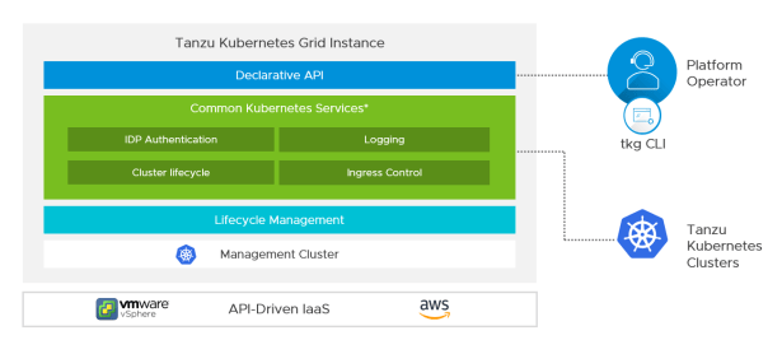 Tanzu Kubernetes Grid Instance
Declarative API
Common Kubernetes Services*
IDP Authentication
Logging
Cluster lifecycle
Ingress Control
Lifecycle Management
Management Cluster
vmware
vSphere
API-Driven IaaS
aws
Platform
Operator
tkg CLI
Tanzu
Kubernetes
Clusters